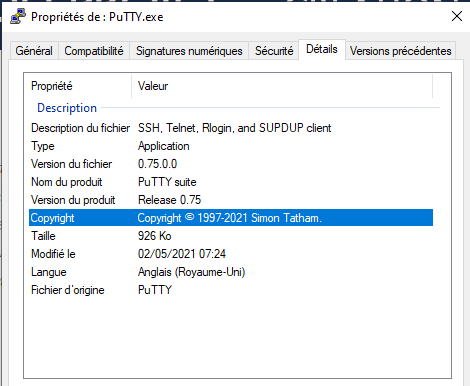 Propriétés de : PuTTY.exe
Général Compatibilité Signatures numériques Sécurité Détails Versions précédentes
Propriété Valeur
Description
Description du fichier SSH, Telnet, Rlogin, and SUPDUP client
Type Application
Version du fichier 0.75.0.0
Nom du produit PuTTY suite
Version du produit Release 0.75
Copyright Copyright © 1997-2021 Simon Tatham.
Taille 926 Ko
Modifié le 02/05/2021 07:24
Langue Anglais (Royaume-Uni)
Fichier d'origine PuTTY